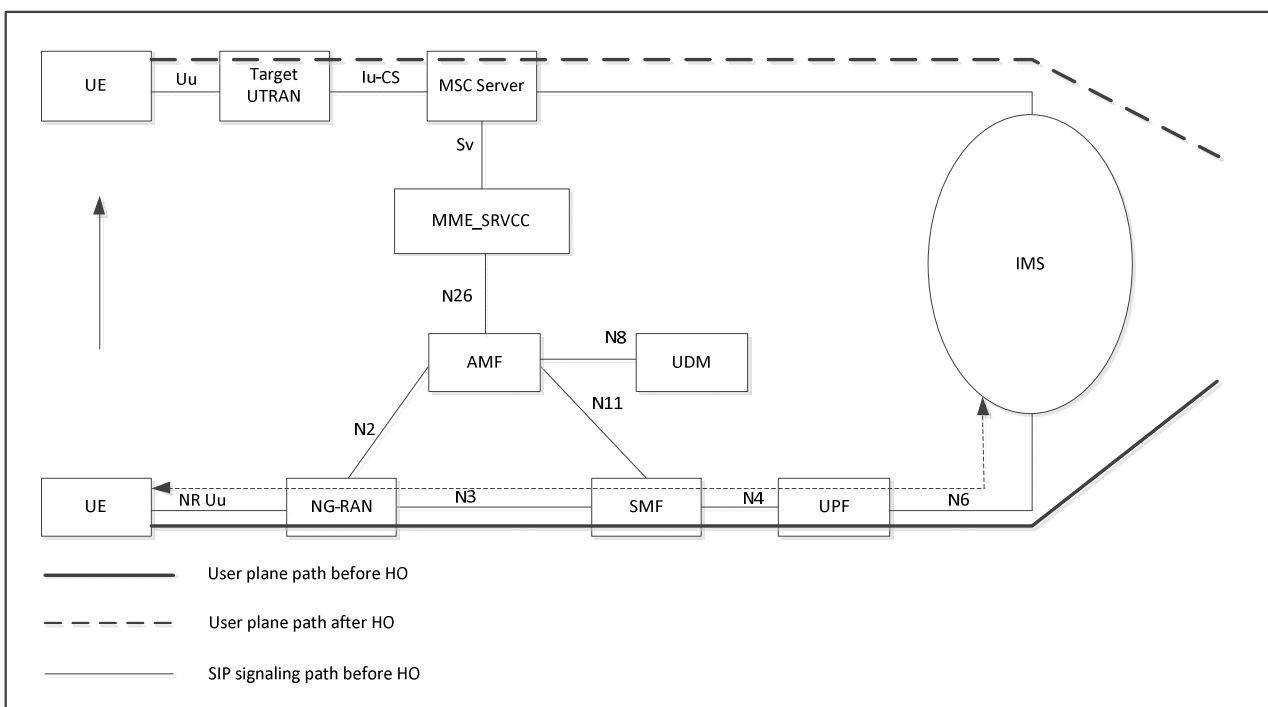 UE
Uu
Target
UTRAN
Iu-CS
MSC Server
Sv
MME_SRVCC
IMS
N26
AMF
N8
UDM
N11
N2
UE
NR Uu
NG-RAN
N3
SMF
N4
UPF
N6
User plane path before HO
User plane path after HO
SIP signaling path before HO